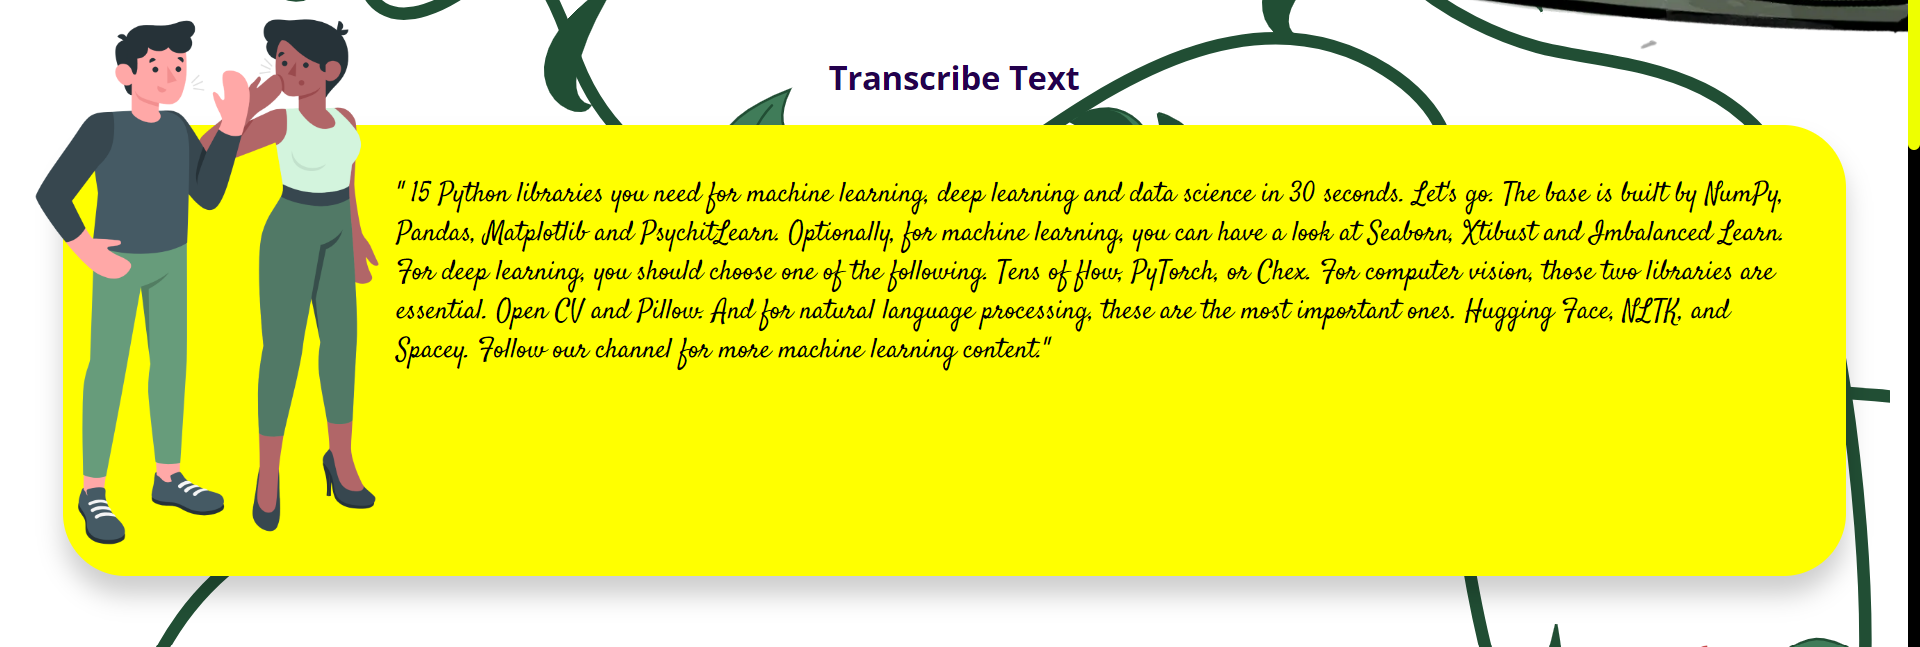 Transcribe Text
" 15 Python libraries you need for machine learning, deep learning and data science in 30 seconds. Let's go. The base is built by NumPy,
Pandas, Matplotlib and PsychitLearn. Optionally, for machine learning, you can have a look at Seaborn, Xtibust and Imbalanced Learn.
For deep learning, you should choose one of the following. Tens of flow, PyTorch, or Chex. For computer vision, those two libraries are
essential. Open CV and Pillow. And for natural language processing, these are the most important ones. Hugging Face, NLTK, and
Spacey. Follow our channel for more machine learning content."